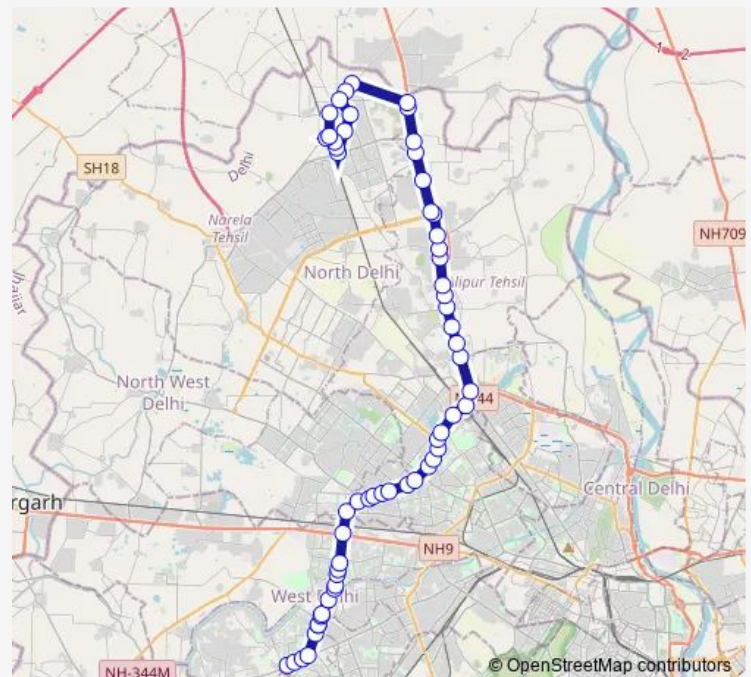 1
2
SH18
Delhi
Narela
Tehsil
NH709
North Delhi
lipur Tehsil
North West
Delhi
44
Central Delhi
rgarh
NH9
West Delhi
NH-344M
© OpenStreetMap contributors